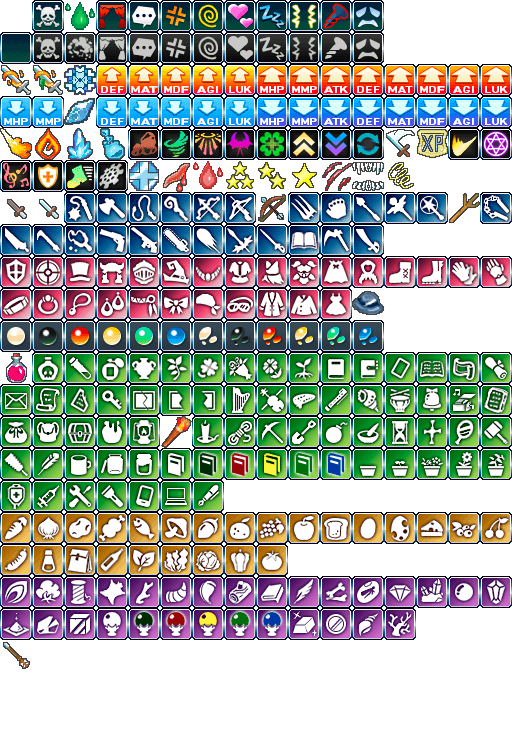 DEF MAT MDF AGI LUK MHP MMP ATK DEF MAT MDF AGI LUK
MHP MMP DEF MAT MDF AGI LUK MHP MMP ATK DEF MAT MDF AGI LUK
XP